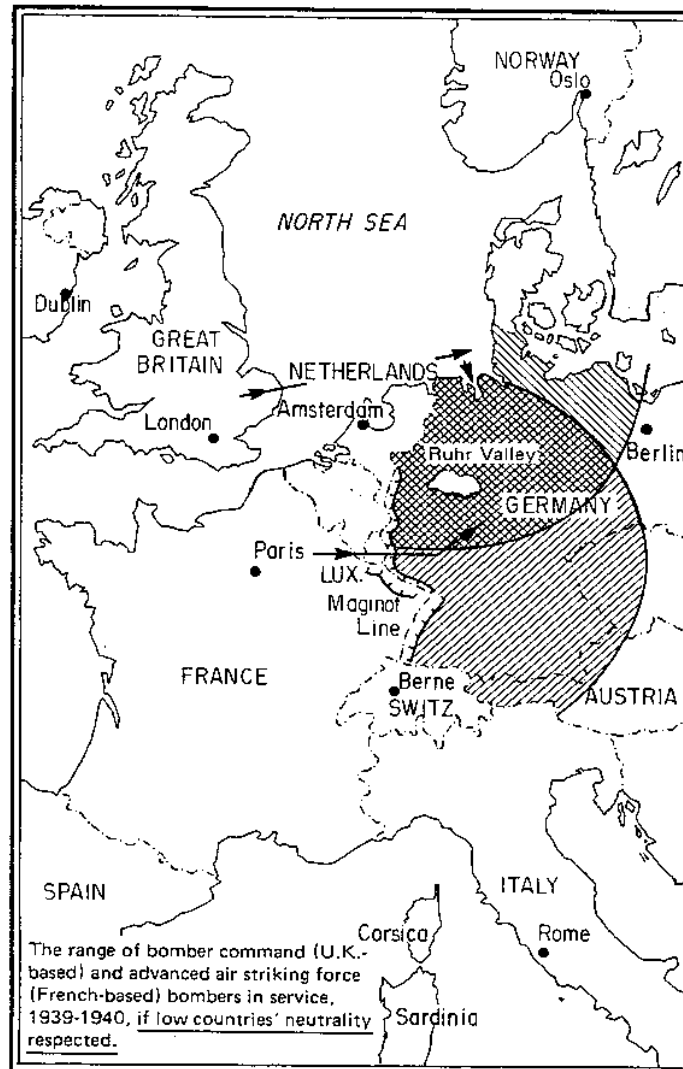 NORWAY
Oslo
NORTH SEA
Dublin
GREAT
BRITAIN
NETHERLANDS
Amsterdam
London
Ruhr Valley
Berlin
GERMANY
Paris
LUX.
Maginot
Line
FRANCE
Berne
SWITZ
AUSTRIA
SPAIN
ITALY
Corsica
Rome
Sardinia
The range of bomber command (U.K.-
based) and advanced air striking force
(French-based) bombers in service,
1939-1940, if low countries' neutrality
respected.